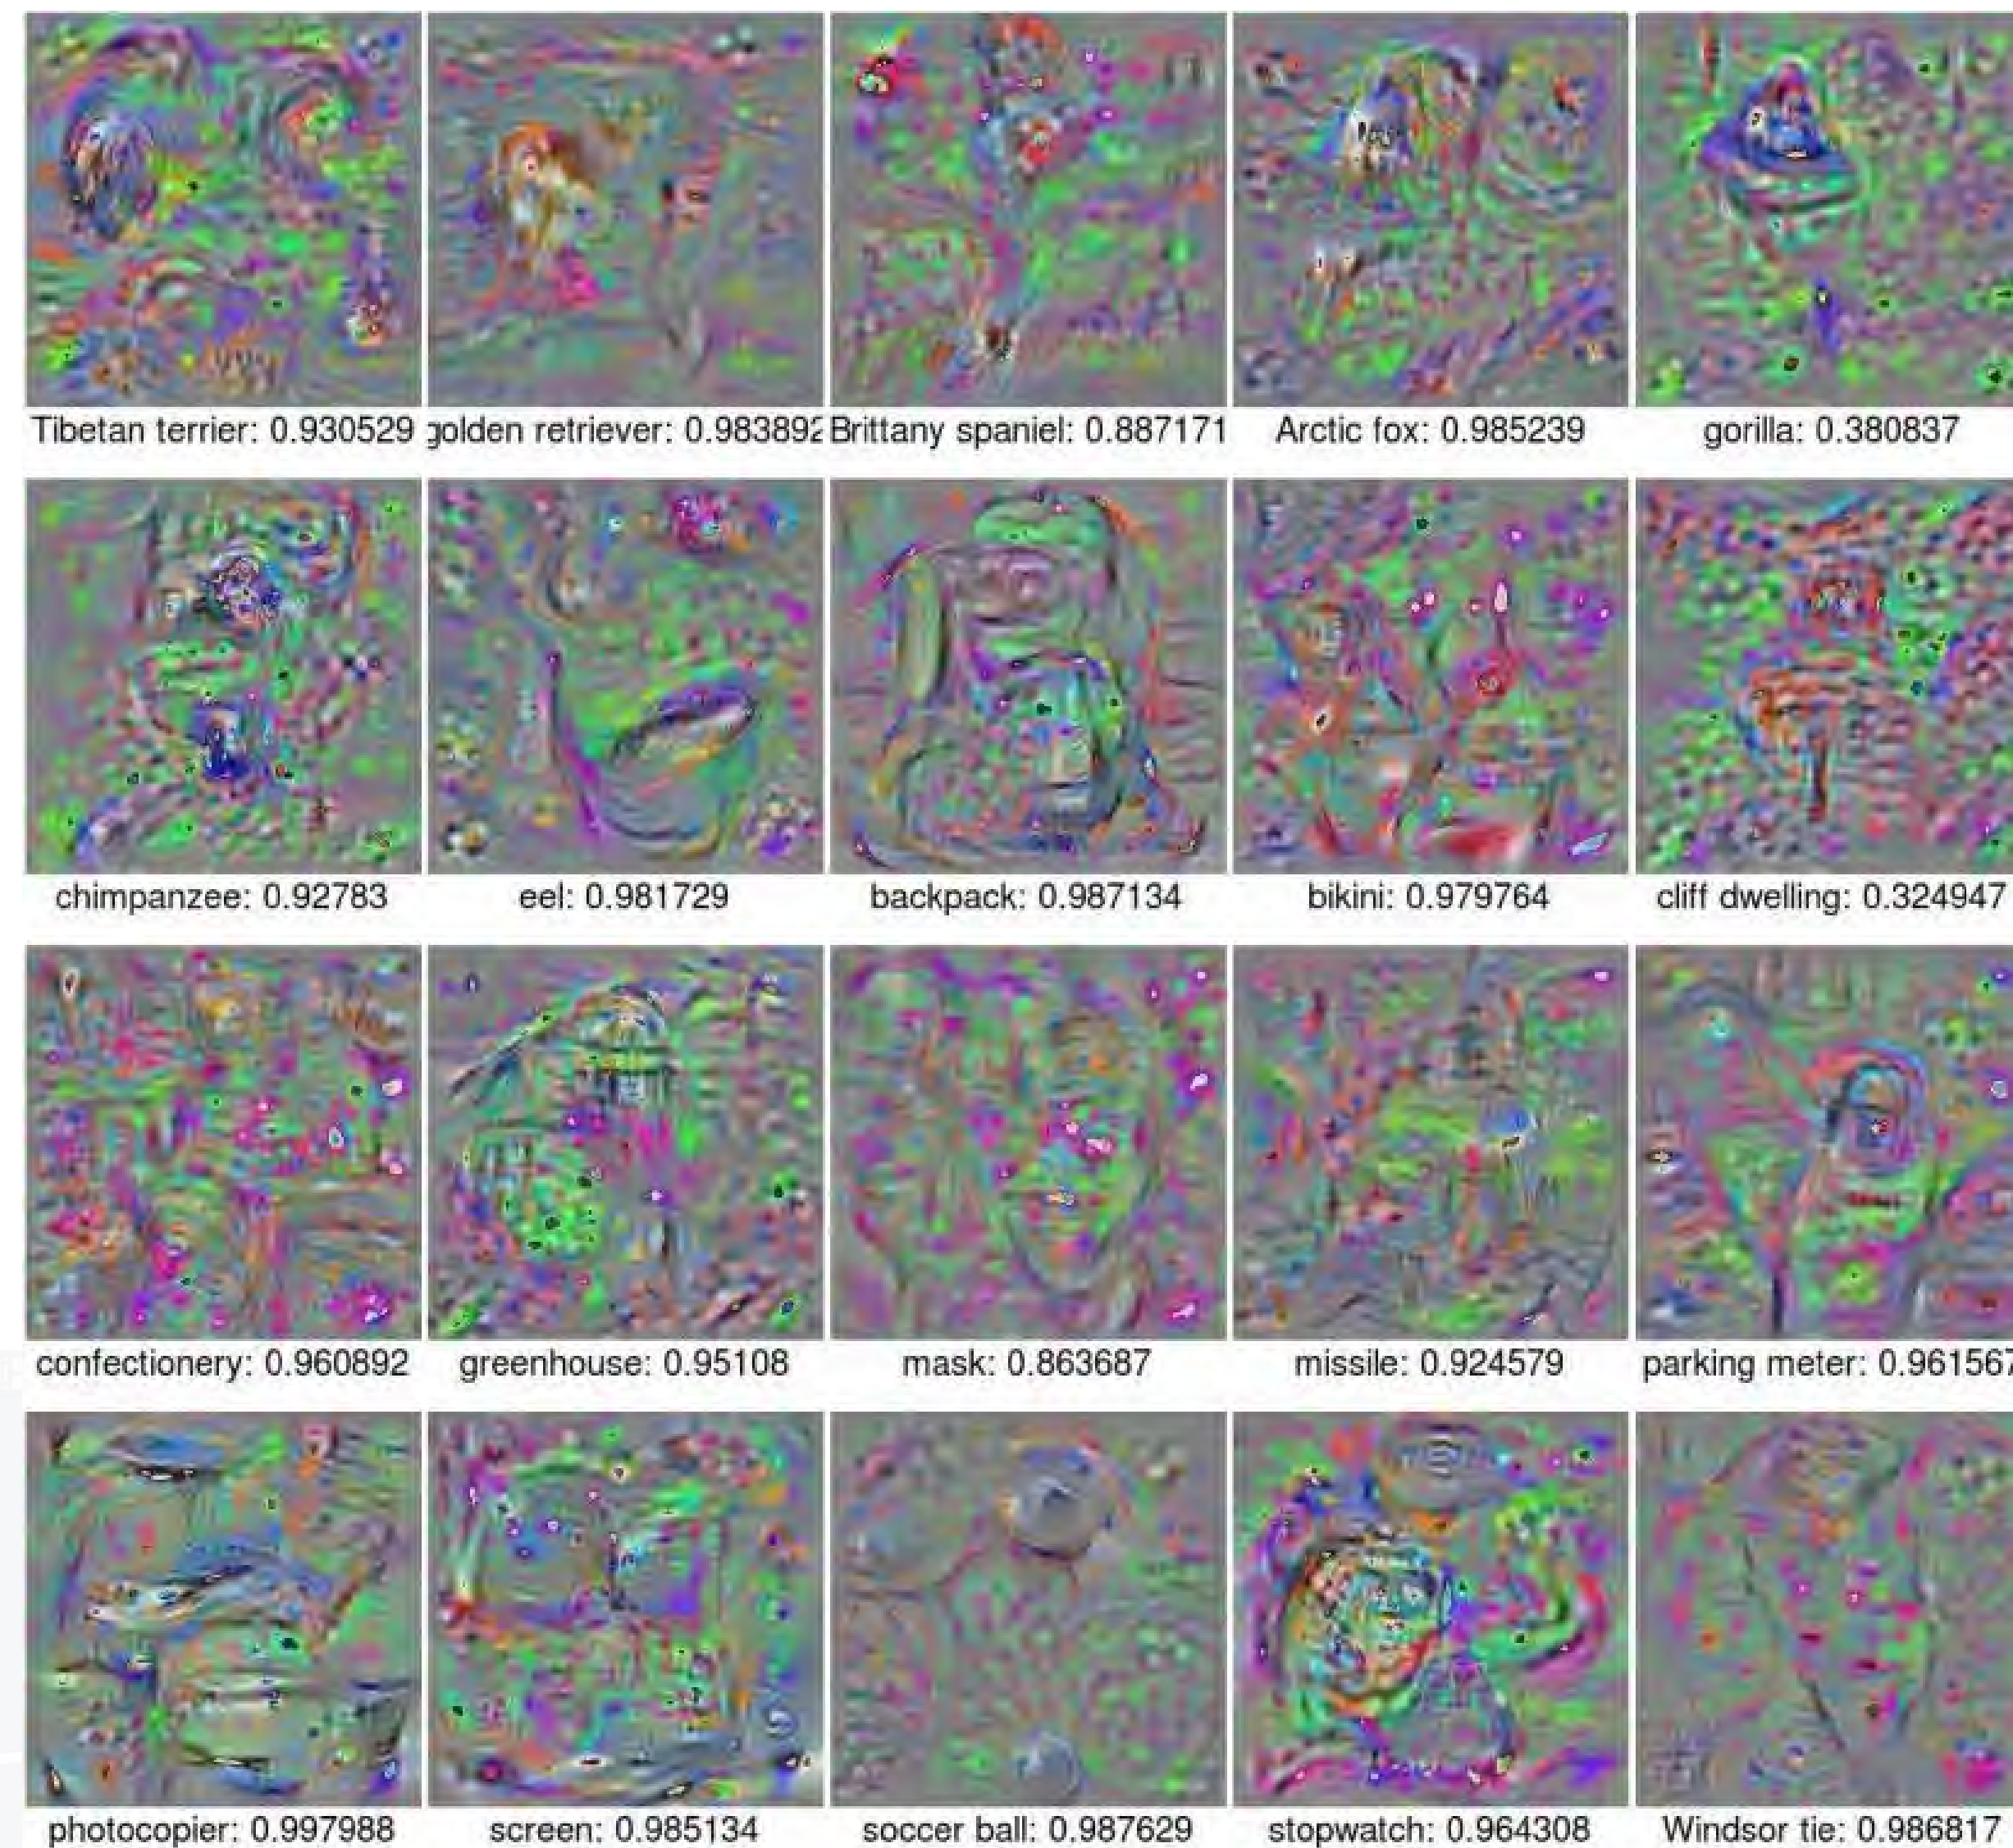 Tibetan terrier: 0.930529 golden retriever: 0.983892 Brittany spaniel: 0.887171 Arctic fox: 0.985239 gorilla: 0.380837
chimpanzee: 0.92783 eel: 0.981729 backpack: 0.987134 bikini: 0.979764 cliff dwelling: 0.324947
confectionery: 0.960892 greenhouse: 0.95108 mask: 0.863687 missile: 0.924579 parking meter: 0.961567
photocopier: 0.997988 screen: 0.985134 soccer ball: 0.987629 stopwatch: 0.964308 Windsor tie: 0.986817